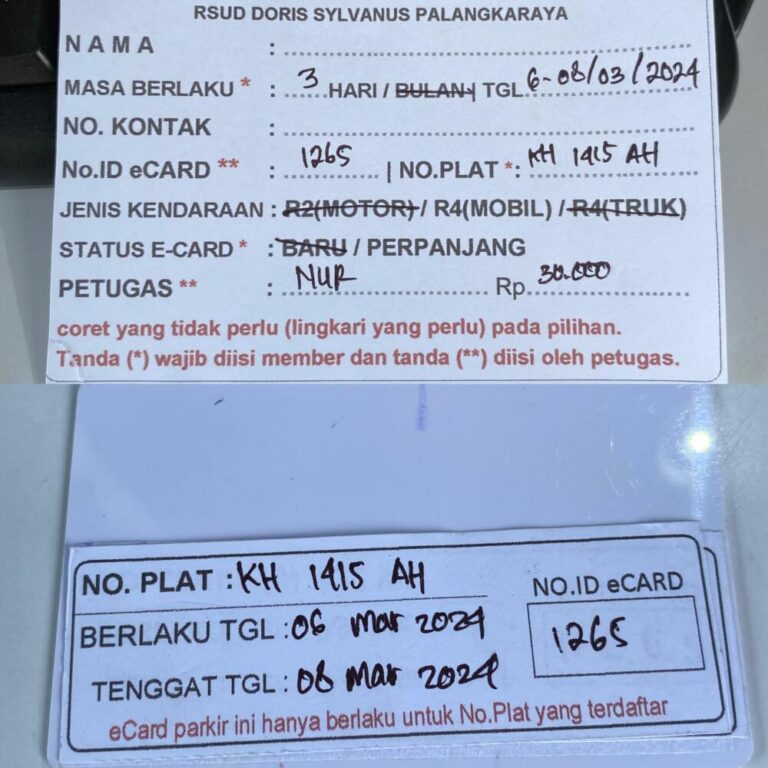 RSUD DORIS SYLVANUS PALANGKARAYA
NAMA :
MASA BERLAKU * : 3 HARI / BULAN | TGL 6-08/03/2024
NO. KONTAK :
No.ID eCARD ** : 1265 | NO.PLAT *: KH 1415 AH
JENIS KENDARAAN : R2(MOTOR) / R4(MOBIL) / R4(TRUK)
STATUS E-CARD * : BARU / PERPANJANG
PETUGAS ** : NUR Rp. 30.000
coret yang tidak perlu (lingkari yang perlu) pada pilihan.
Tanda (*) wajib diisi member dan tanda (**) diisi oleh petugas.
NO. PLAT : KH 1415 AH
NO.ID eCARD
BERLAKU TGL : 06 Mar 2024
1265
TENGGAT TGL : 08 Mar 2024
eCard parkir ini hanya berlaku untuk No.Plat yang terdaftar